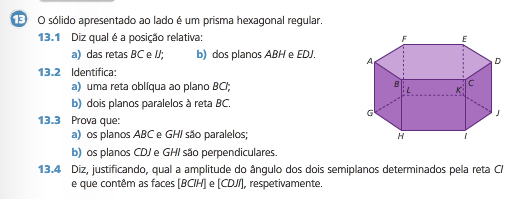 13 O sólido apresentado ao lado é um prisma hexagonal regular.
13.1 Diz qual é a posição relativa:
a) das retas BC e IJ; b) dos planos ABH e EDJ.
13.2 Identifica:
a) uma reta oblíqua ao plano BCI;
b) dois planos paralelos à reta BC.
13.3 Prova que:
a) os planos ABC e GHI são paralelos;
b) os planos CDJ e GHI são perpendiculares.
13.4 Diz, justificando, qual a amplitude do ângulo dos dois semiplanos determinados pela reta CI
e que contêm as faces [BCIH] e [CDJI], respetivamente.
F E
A D
B L K C
G J
H I